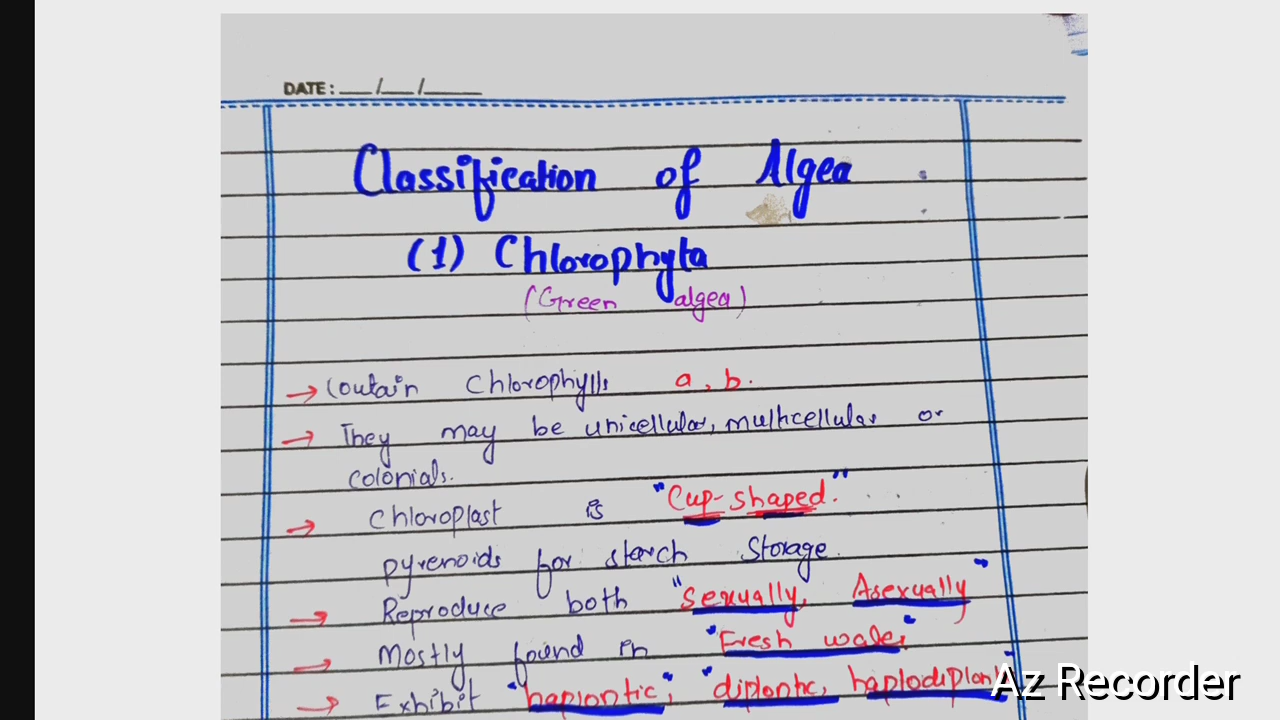 DATE: __/__/____
Classification of Algea
(1) Chlorophyta
(Green algea)
→ Contain Chlorophylls a, b.
→ They may be unicellular, multicellular or
colonials.
→ Chloroplast is "Cup-shaped."
pyrenoids for starch Storage.
→ Reproduce both "sexually, Asexually"
→ Mostly found in "Fresh water"
→ Exhibit "haplontic", "diplontic, haplodiplontic"
Az Recorder